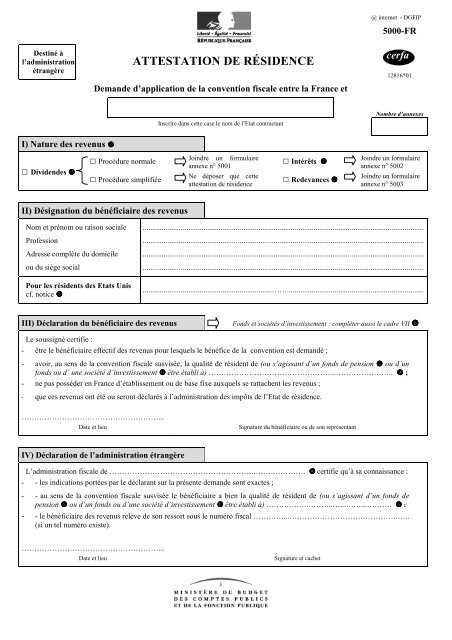 @ internet - DGFIP
Liberté • Égalité • Fraternité
RÉPUBLIQUE FRANÇAISE
5000-FR
Destiné à
l'administration
étrangère
ATTESTATION DE RÉSIDENCE
cerfa
12816*01
Demande d'application de la convention fiscale entre la France et
Inscrire dans cette case le nom de l'Etat contractant
Nombre d'annexes
I) Nature des revenus
Dividendes
Procédure normale
Joindre un formulaire
annexe n° 5001
Procédure simplifiée
Ne déposer que cette
attestation de résidence
Intérêts
Joindre un formulaire
annexe n° 5002
Redevances
Joindre un formulaire
annexe n° 5003
II) Désignation du bénéficiaire des revenus
Nom et prénom ou raison sociale
Profession
Adresse complète du domicile
ou du siège social
Pour les résidents des Etats Unis
cf. notice
III) Déclaration du bénéficiaire des revenus
Fonds et sociétés d'investissement : compléter aussi le cadre VII
Le soussigné certifie :
- être le bénéficiaire effectif des revenus pour lesquels le bénéfice de la convention est demandé ;
- avoir, au sens de la convention fiscale susvisée, la qualité de résident de (ou s'agissant d'un fonds de pension ou d'un
fonds ou d' une société d'investissement être établi à) ;
- ne pas posséder en France d'établissement ou de base fixe auxquels se rattachent les revenus ;
- que ces revenus ont été ou seront déclarés à l'administration des impôts de l'Etat de résidence.
Date et lieu
Signature du bénéficiaire ou de son représentant
IV) Déclaration de l'administration étrangère
L'administration fiscale de certifie qu'à sa connaissance :
- - les indications portées par le déclarant sur la présente demande sont exactes ;
- - au sens de la convention fiscale susvisée le bénéficiaire a bien la qualité de résident de (ou s'agissant d'un fonds de
pension ou d'un fonds ou d'une société d'investissement être établi à) ;
- - le bénéficiaire des revenus relève de son ressort sous le numéro fiscal
(si un tel numéro existe).
Date et lieu
Signature et cachet
MINISTÈRE DU BUDGET
DES COMPTES PUBLICS
ET DE LA FONCTION PUBLIQUE